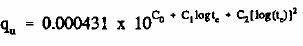 q_u = 0.000431 x 10^{C_0 + C_1 log t_c + C_2 [log(t_c)]^2}